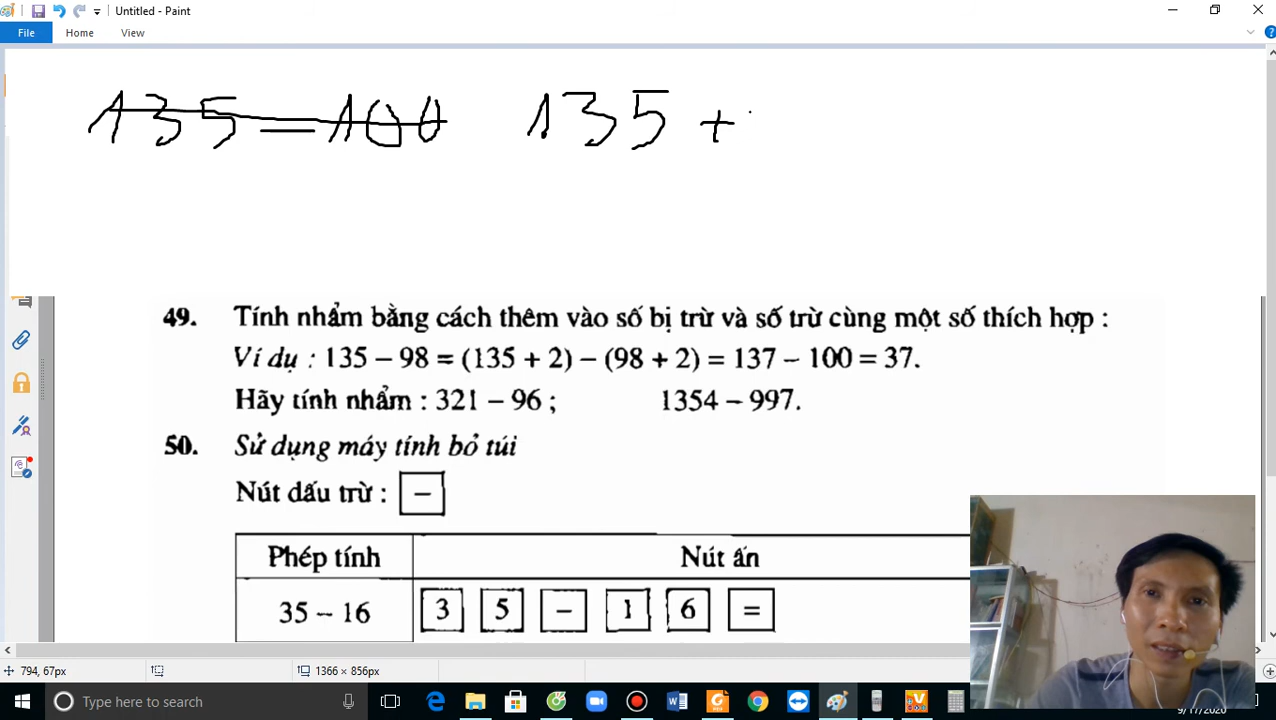 Untitled - Paint
File Home View
135 – 100 135 +
49. Tính nhẩm bằng cách thêm vào số bị trừ và số trừ cùng một số thích hợp :
Ví dụ : 135 – 98 = (135 + 2) – (98 + 2) = 137 – 100 = 37.
Hãy tính nhẩm : 321 – 96 ; 1354 – 997.
50. Sử dụng máy tính bỏ túi
Nút dấu trừ : –
Phép tính Nút ấn
35 – 16 3 5 – 1 6 =
794, 67px 1366 × 856px
Type here to search